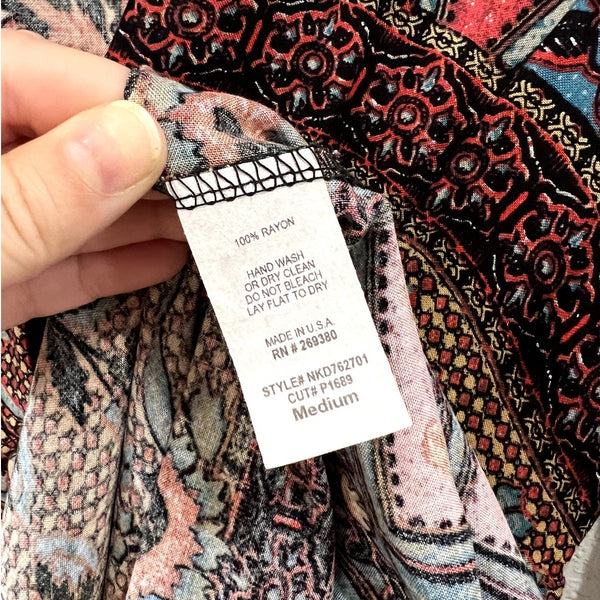 100% RAYON
HAND WASH
OR DRY CLEAN
DO NOT BLEACH
LAY FLAT TO DRY
MADE IN U.S.A.
RN # 269380
STYLE# NKD762701
CUT# P1689
Medium